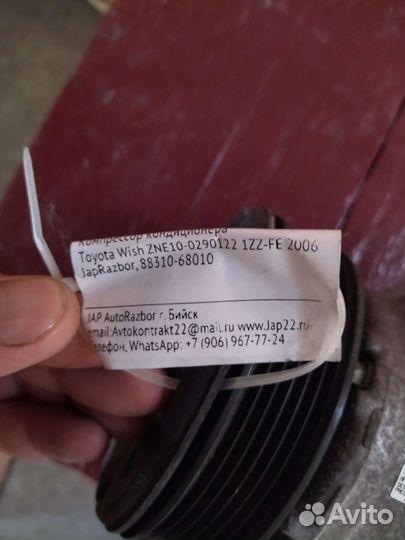 Компрессор кондиционера
Toyota Wish ZNE10-0290122 1ZZ-FE 2006
JapRazbor, 88310-68010
JAP AutoRazbor г. Бийск
email:Avtokontrakt22@mail.ru www.Jap22.ru
Телефон, WhatsApp: +7 (906) 967-77-24
Avito